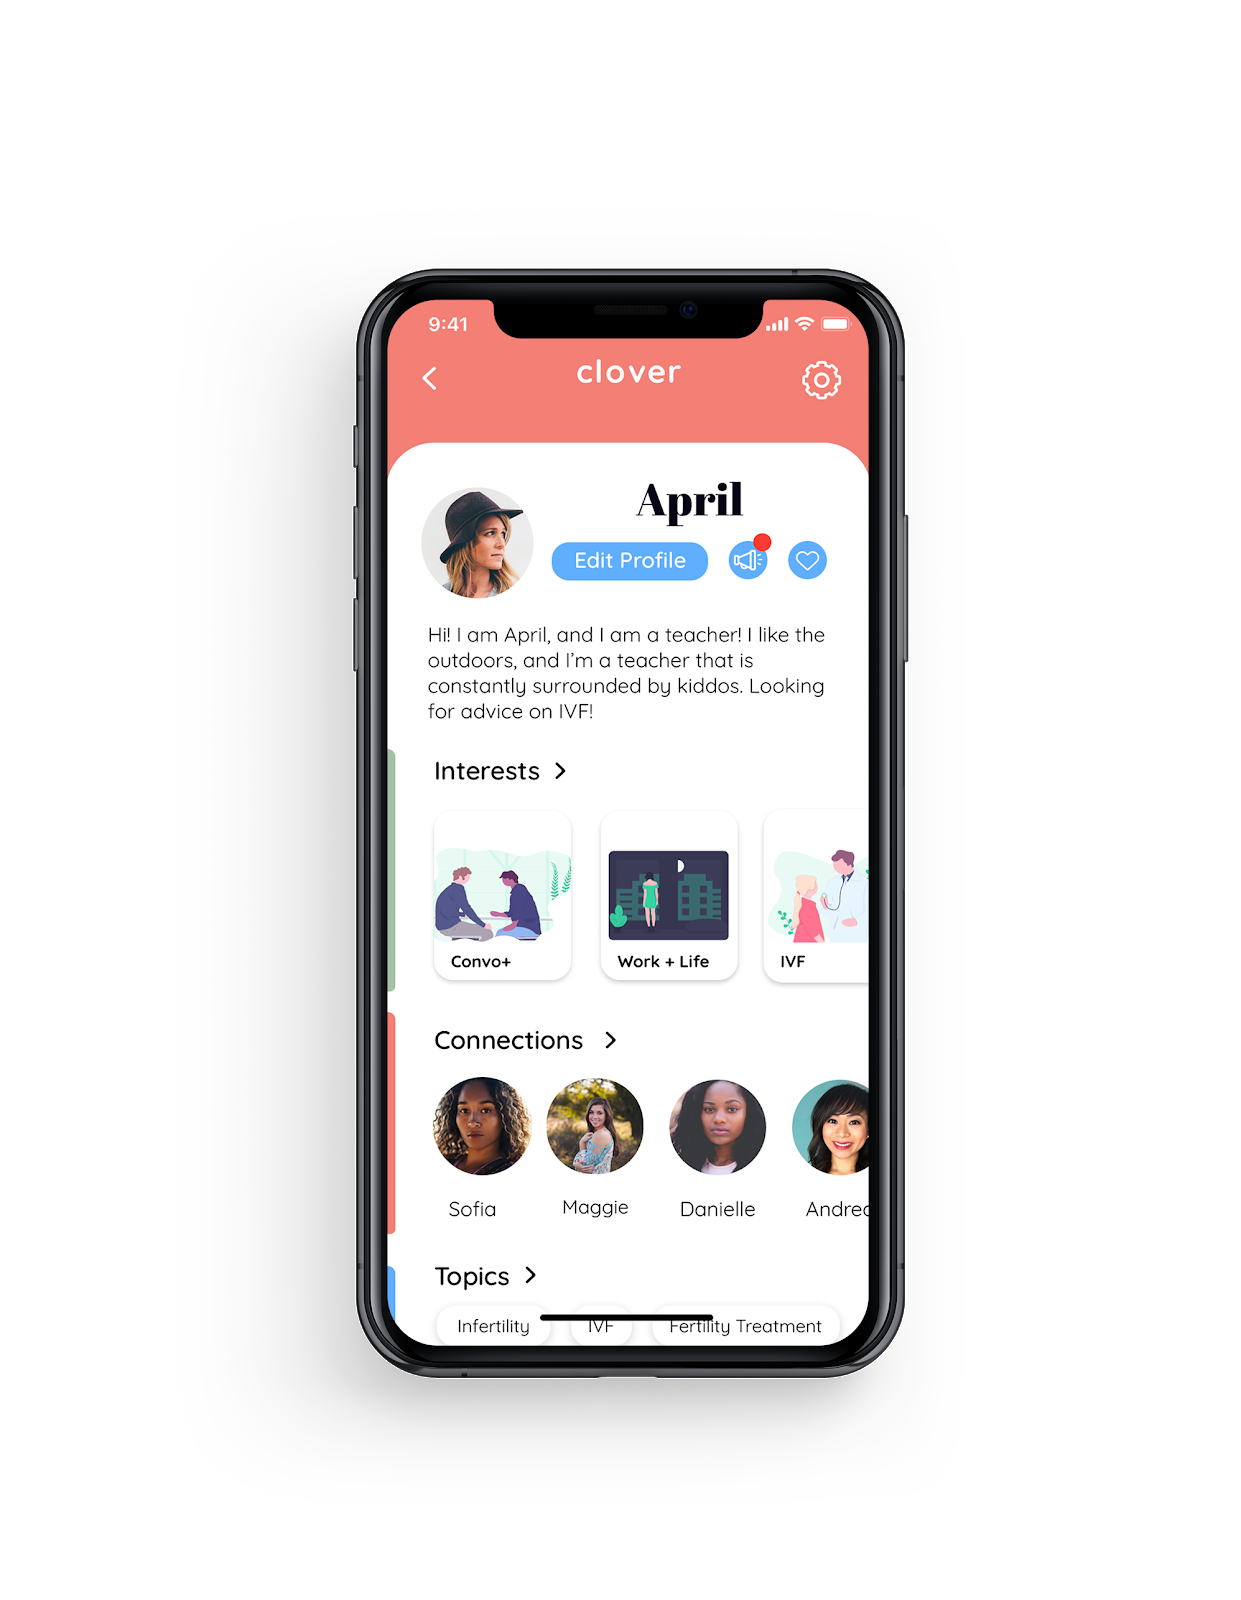 9:41
clover
April
Edit Profile
Hi! I am April, and I am a teacher! I like the
outdoors, and I'm a teacher that is
constantly surrounded by kiddos. Looking
for advice on IVF!
Interests
Convo+
Work + Life
IVF
Connections
Sofia
Maggie
Danielle
Andrea
Topics
Infertility
IVF
Fertility Treatment